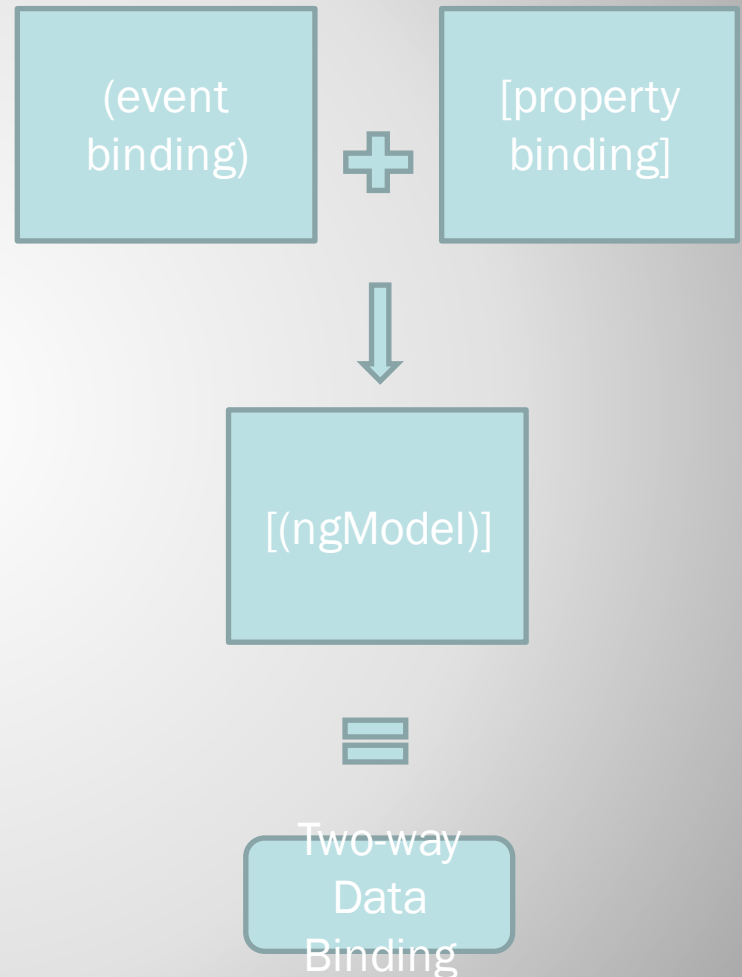 (event
binding)
[property
binding]
[(ngModel)]
Two-way
Data
Binding